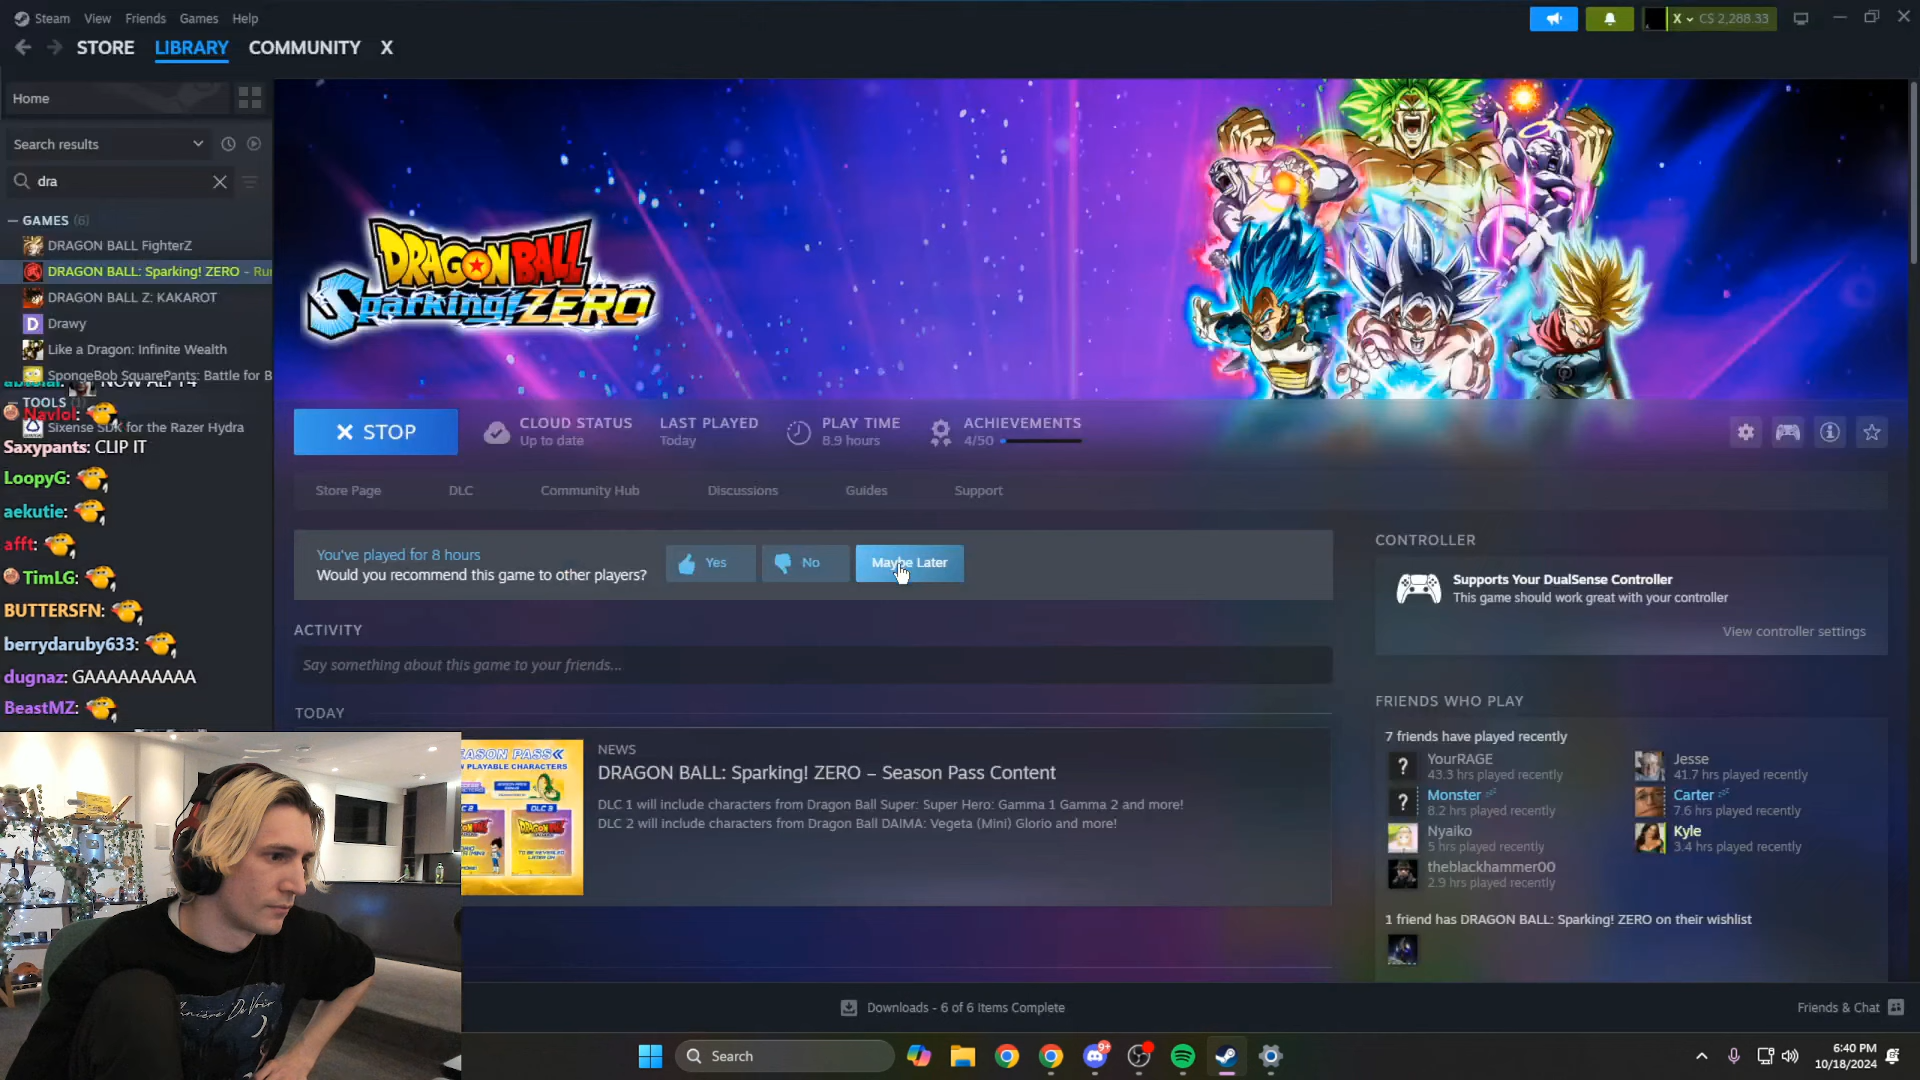 Steam View Friends Games Help
X C$ 2,288.33
STORE LIBRARY COMMUNITY X
Home
Search results
dra
— GAMES (6)
DRAGON BALL FighterZ
DRAGON BALL: Sparking! ZERO - Ru
DRAGON BALL Z: KAKAROT
D Drawy
Like a Dragon: Infinite Wealth
SpongeBob SquarePants: Battle for B
NOW ALT F4
TOOLS
Navlol:
Sixense SDK for the Razer Hydra
Saxypants: CLIP IT
LoopyG:
aekutie:
afft:
TimLG:
BUTTERSFN:
berrydaruby633:
dugnaz: GAAAAAAAAAA
BeastMZ:
DRAGON BALL
Sparking! ZERO
STOP
CLOUD STATUS
Up to date
LAST PLAYED
Today
PLAY TIME
8.9 hours
ACHIEVEMENTS
4/50
Store Page DLC Community Hub Discussions Guides Support
You've played for 8 hours
Would you recommend this game to other players?
Yes No Maybe Later
ACTIVITY
Say something about this game to your friends...
TODAY
ASON PASS
PLAYABLE CHARACTERS
DLC 3
NEWS
DRAGON BALL: Sparking! ZERO – Season Pass Content
DLC 1 will include characters from Dragon Ball Super: Super Hero: Gamma 1 Gamma 2 and more!
DLC 2 will include characters from Dragon Ball DAIMA: Vegeta (Mini) Glorio and more!
CONTROLLER
Supports Your DualSense Controller
This game should work great with your controller
View controller settings
FRIENDS WHO PLAY
7 friends have played recently
YourRAGE
43.3 hrs played recently
Jesse
41.7 hrs played recently
Monster
8.2 hrs played recently
Carter
7.6 hrs played recently
Nyaiko
5 hrs played recently
Kyle
3.4 hrs played recently
theblackhammer00
2.9 hrs played recently
1 friend has DRAGON BALL: Sparking! ZERO on their wishlist
Downloads - 6 of 6 Items Complete
Friends & Chat
Search
9+
6:40 PM
10/18/2024